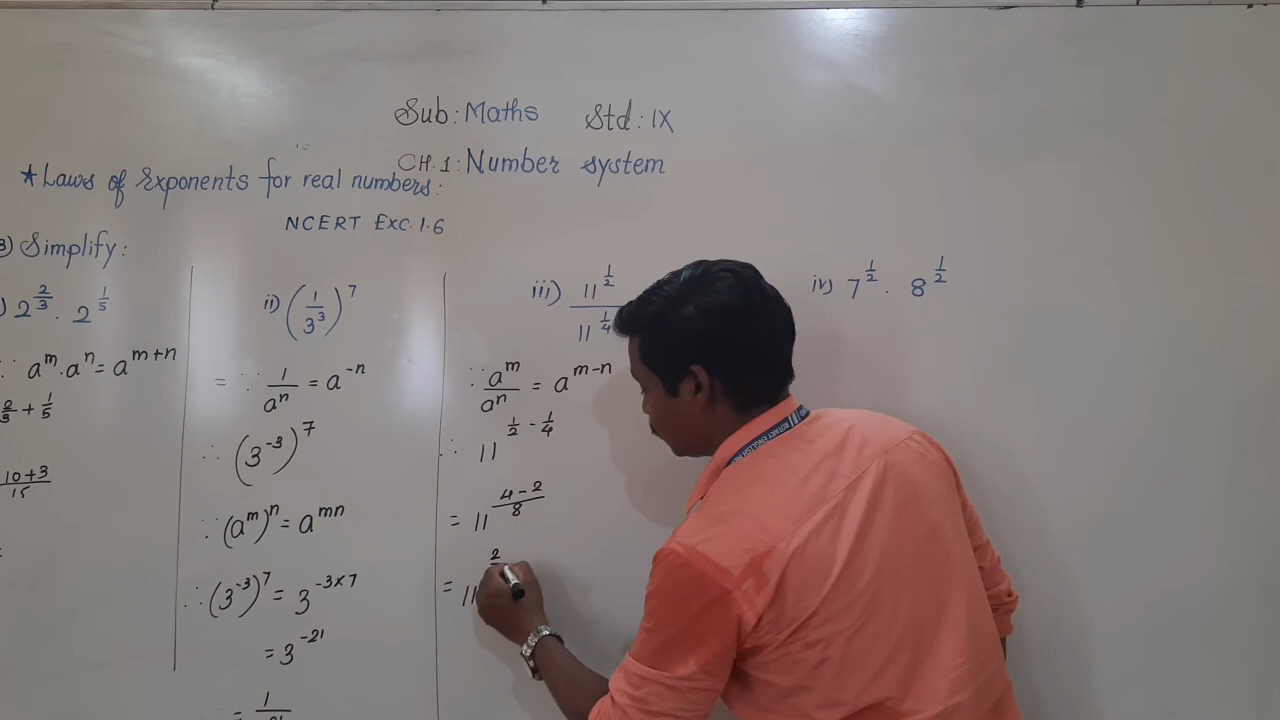 Sub: Maths Std: IX
CH.1: Number system
★ Laws of Exponents for real numbers:
NCERT Exc. 1.6
3) Simplify:
) 2^(2/3) . 2^(1/5)
∵ a^m . a^n = a^(m+n)
2/3 + 1/5
10+3/15
ii) (1/3^3)^7
= ∵ 1/a^n = a^-n
∴ (3^-3)^7
∵ (a^m)^n = a^mn
∴ (3^-3)^7 = 3^(-3×7)
= 3^-21
= 1
iii) 11^(1/2) / 11^(1/4)
∵ a^m/a^n = a^(m-n)
∴ 11^(1/2 - 1/4)
= 11^((4-2)/8)
= 11^2
iv) 7^(1/2) . 8^(1/2)
ROTARY ENGLISH